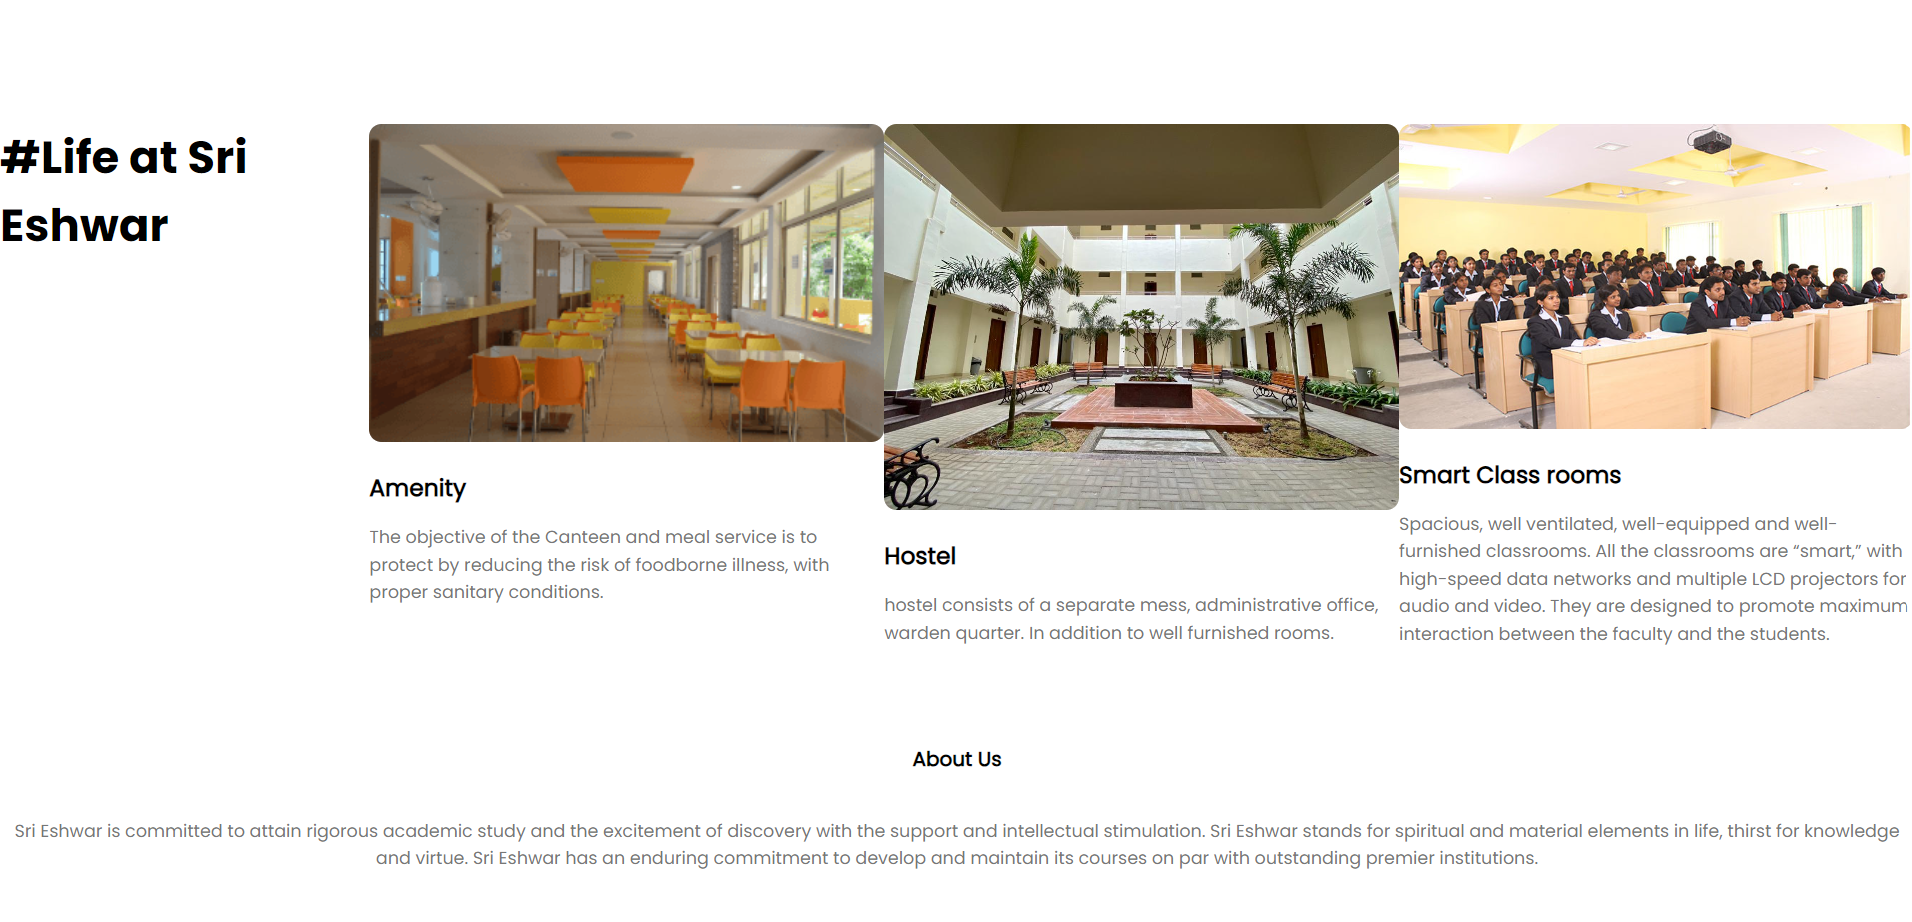 #Life at Sri
Eshwar
Amenity
The objective of the Canteen and meal service is to
protect by reducing the risk of foodborne illness, with
proper sanitary conditions.
Hostel
hostel consists of a separate mess, administrative office,
warden quarter. In addition to well furnished rooms.
Smart Class rooms
Spacious, well ventilated, well-equipped and well-
furnished classrooms. All the classrooms are “smart,” with
high-speed data networks and multiple LCD projectors for
audio and video. They are designed to promote maximum
interaction between the faculty and the students.
About Us
Sri Eshwar is committed to attain rigorous academic study and the excitement of discovery with the support and intellectual stimulation. Sri Eshwar stands for spiritual and material elements in life, thirst for knowledge
and virtue. Sri Eshwar has an enduring commitment to develop and maintain its courses on par with outstanding premier institutions.